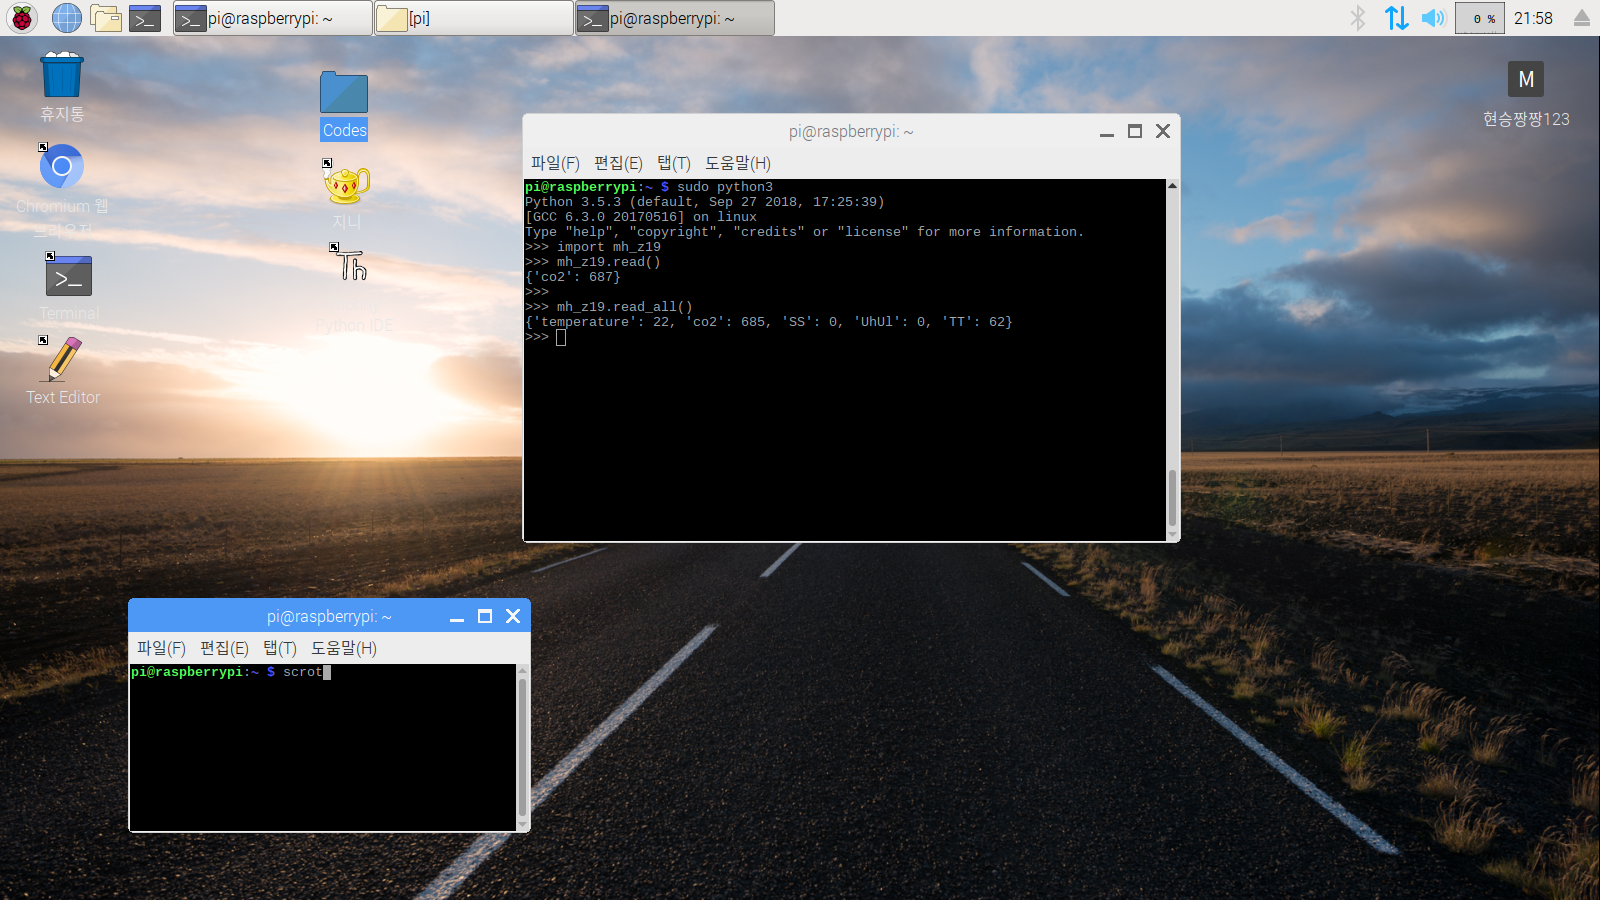 pi@raspberrypi: ~
[pi]
pi@raspberrypi: ~
0 %
21:58
휴지통
Chromium 웹
브라우저
Terminal
Text Editor
Codes
지니
Th
Python IDE
M
현승짱짱123
pi@raspberrypi: ~
파일(F) 편집(E) 탭(T) 도움말(H)
pi@raspberrypi:~ $ sudo python3
Python 3.5.3 (default, Sep 27 2018, 17:25:39)
[GCC 6.3.0 20170516] on linux
Type "help", "copyright", "credits" or "license" for more information.
>>> import mh_z19
>>> mh_z19.read()
{'co2': 687}
>>>
>>> mh_z19.read_all()
{'temperature': 22, 'co2': 685, 'SS': 0, 'UhUl': 0, 'TT': 62}
>>>
pi@raspberrypi: ~
파일(F) 편집(E) 탭(T) 도움말(H)
pi@raspberrypi:~ $ scrot